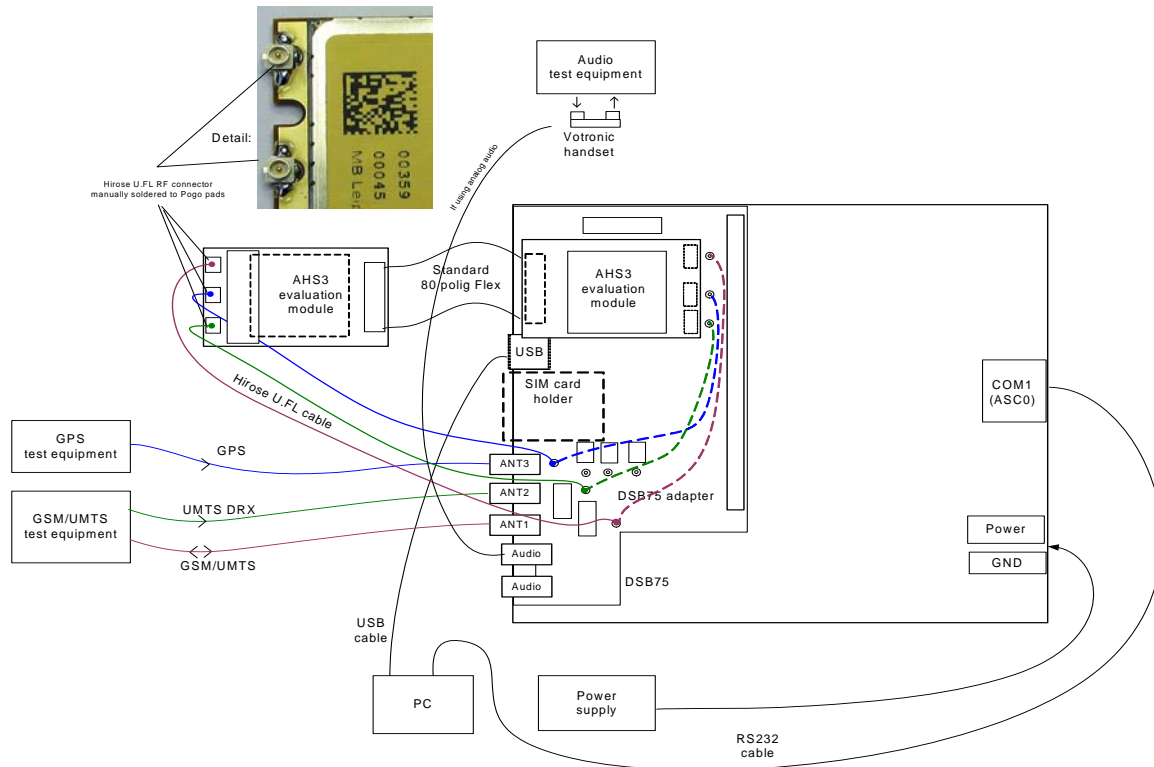 Audio
test equipment
Votronic
handset
Detail:
00359
00045
Hirose U.FL RF connector
manually soldered to Pogo pads
If using analog audio
AHS3
evaluation
module
Standard
80 polig Flex
AHS3
evaluation
module
USB
SIM card
holder
COM1
(ASC0)
Hirose U.FL cable
GPS
test equipment
GPS
ANT3
GSM/UMTS
test equipment
UMTS DRX
ANT2
DSB75 adapter
ANT1
GSM/UMTS
Audio
Audio
DSB75
Power
GND
USB
cable
PC
Power
supply
RS232
cable